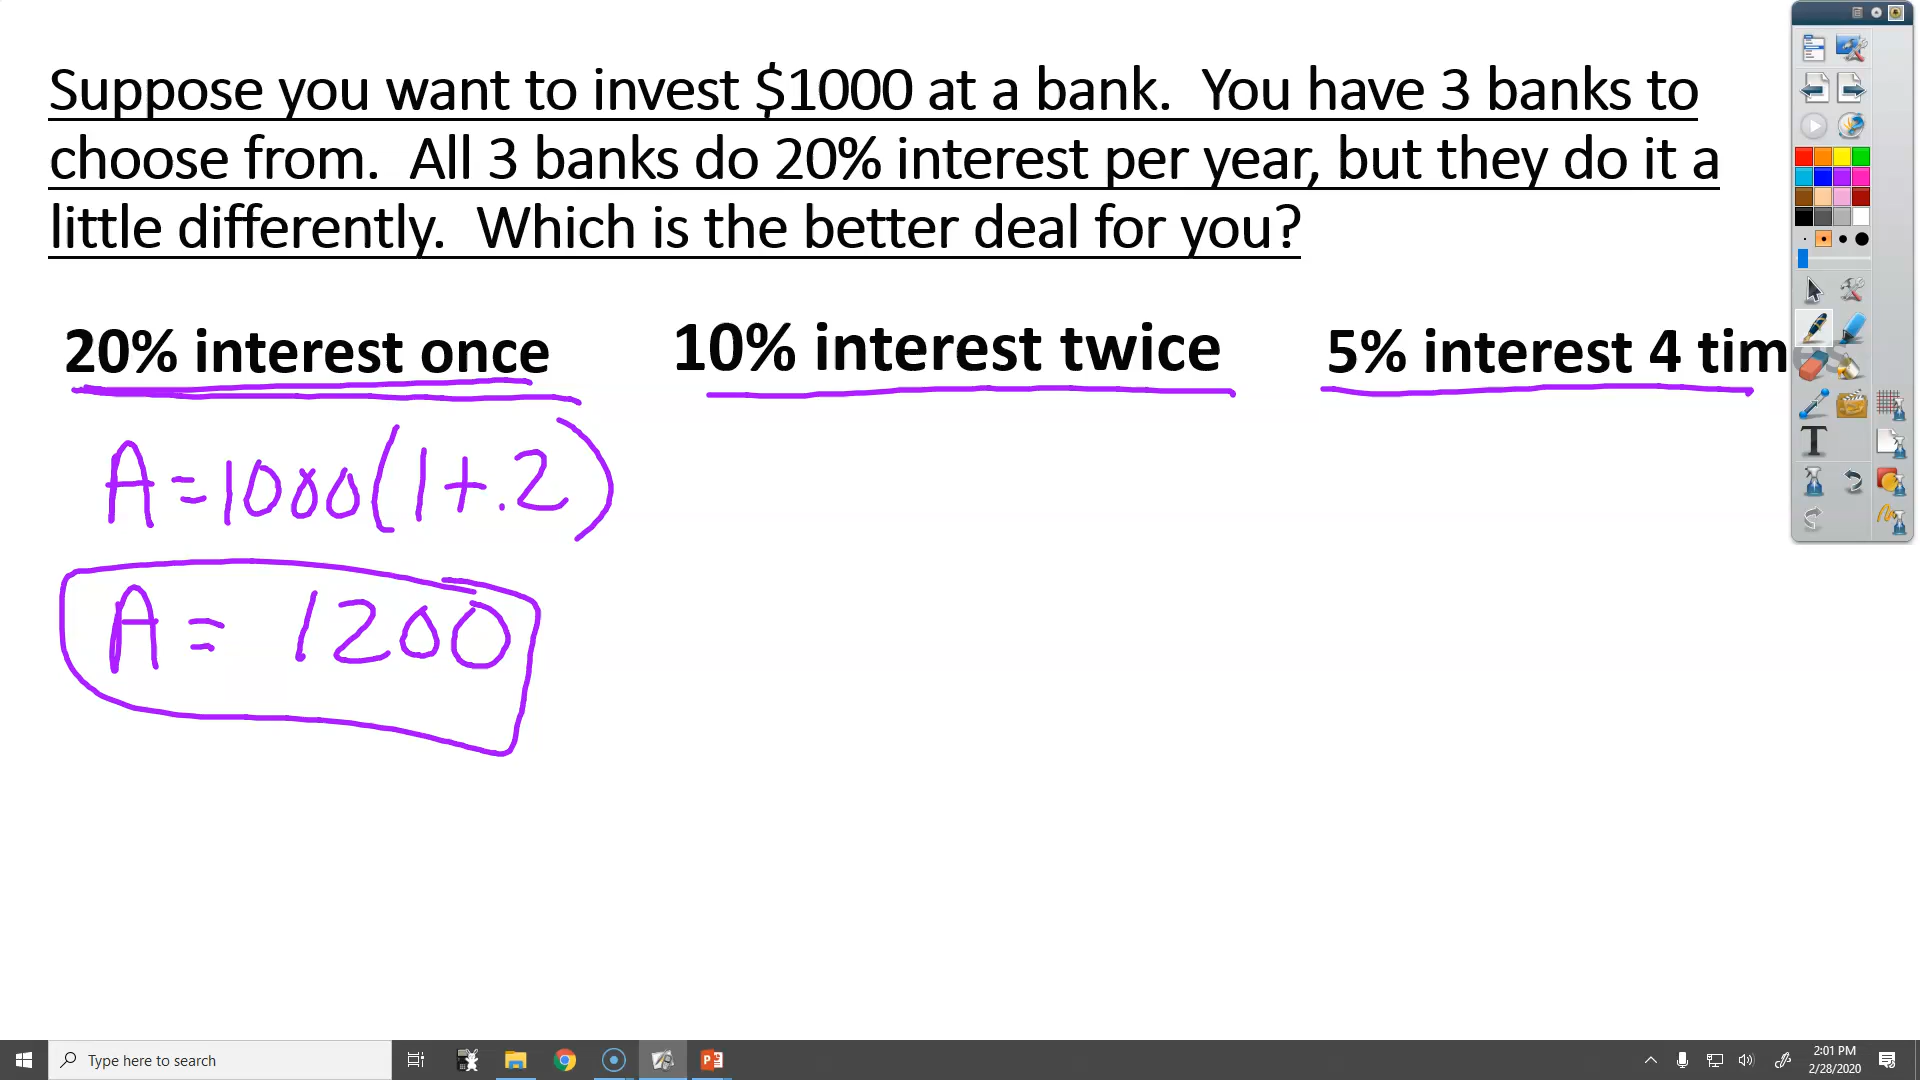 Suppose you want to invest $1000 at a bank.  You have 3 banks to
choose from.  All 3 banks do 20% interest per year, but they do it a
little differently.  Which is the better deal for you?
20% interest once
10% interest twice
5% interest 4 times
A=1000(1+.2)
A= 1200
T
Type here to search
2:01 PM
2/28/2020